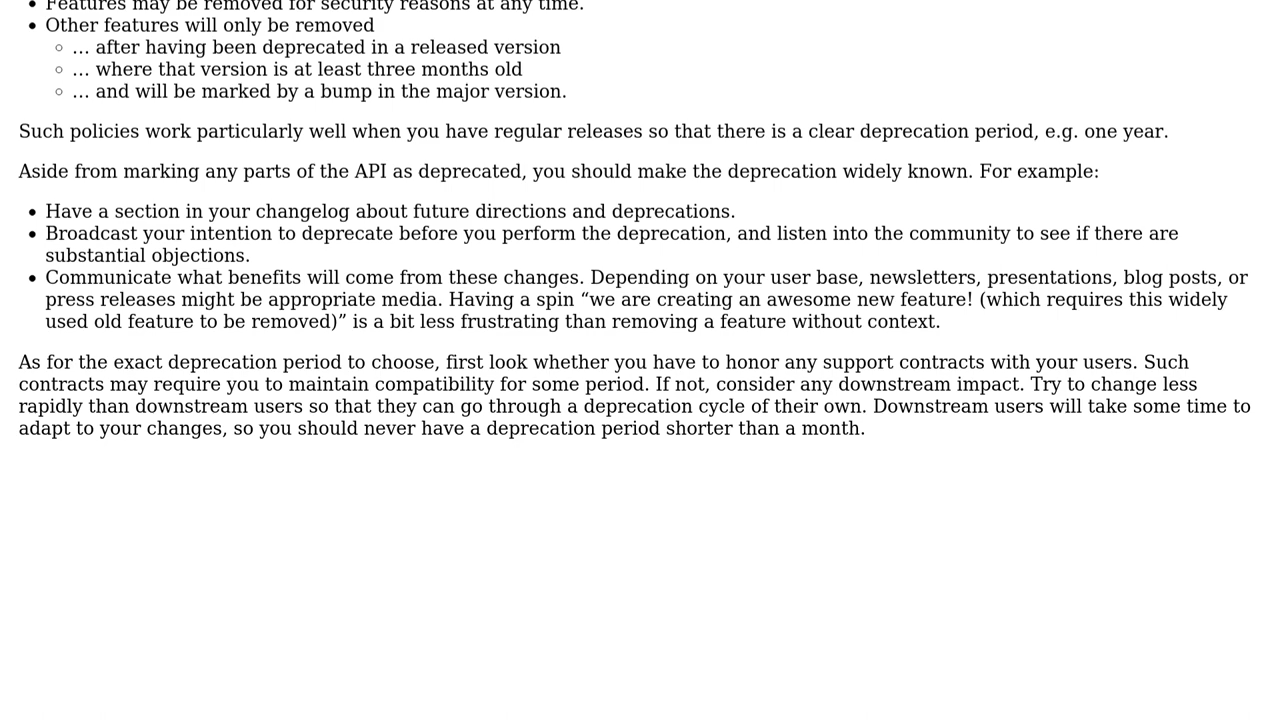 • Features may be removed for security reasons at any time.
• Other features will only be removed
◦ … after having been deprecated in a released version
◦ … where that version is at least three months old
◦ … and will be marked by a bump in the major version.
Such policies work particularly well when you have regular releases so that there is a clear deprecation period, e.g. one year.
Aside from marking any parts of the API as deprecated, you should make the deprecation widely known. For example:
• Have a section in your changelog about future directions and deprecations.
• Broadcast your intention to deprecate before you perform the deprecation, and listen into the community to see if there are
substantial objections.
• Communicate what benefits will come from these changes. Depending on your user base, newsletters, presentations, blog posts, or
press releases might be appropriate media. Having a spin “we are creating an awesome new feature! (which requires this widely
used old feature to be removed)” is a bit less frustrating than removing a feature without context.
As for the exact deprecation period to choose, first look whether you have to honor any support contracts with your users. Such
contracts may require you to maintain compatibility for some period. If not, consider any downstream impact. Try to change less
rapidly than downstream users so that they can go through a deprecation cycle of their own. Downstream users will take some time to
adapt to your changes, so you should never have a deprecation period shorter than a month.